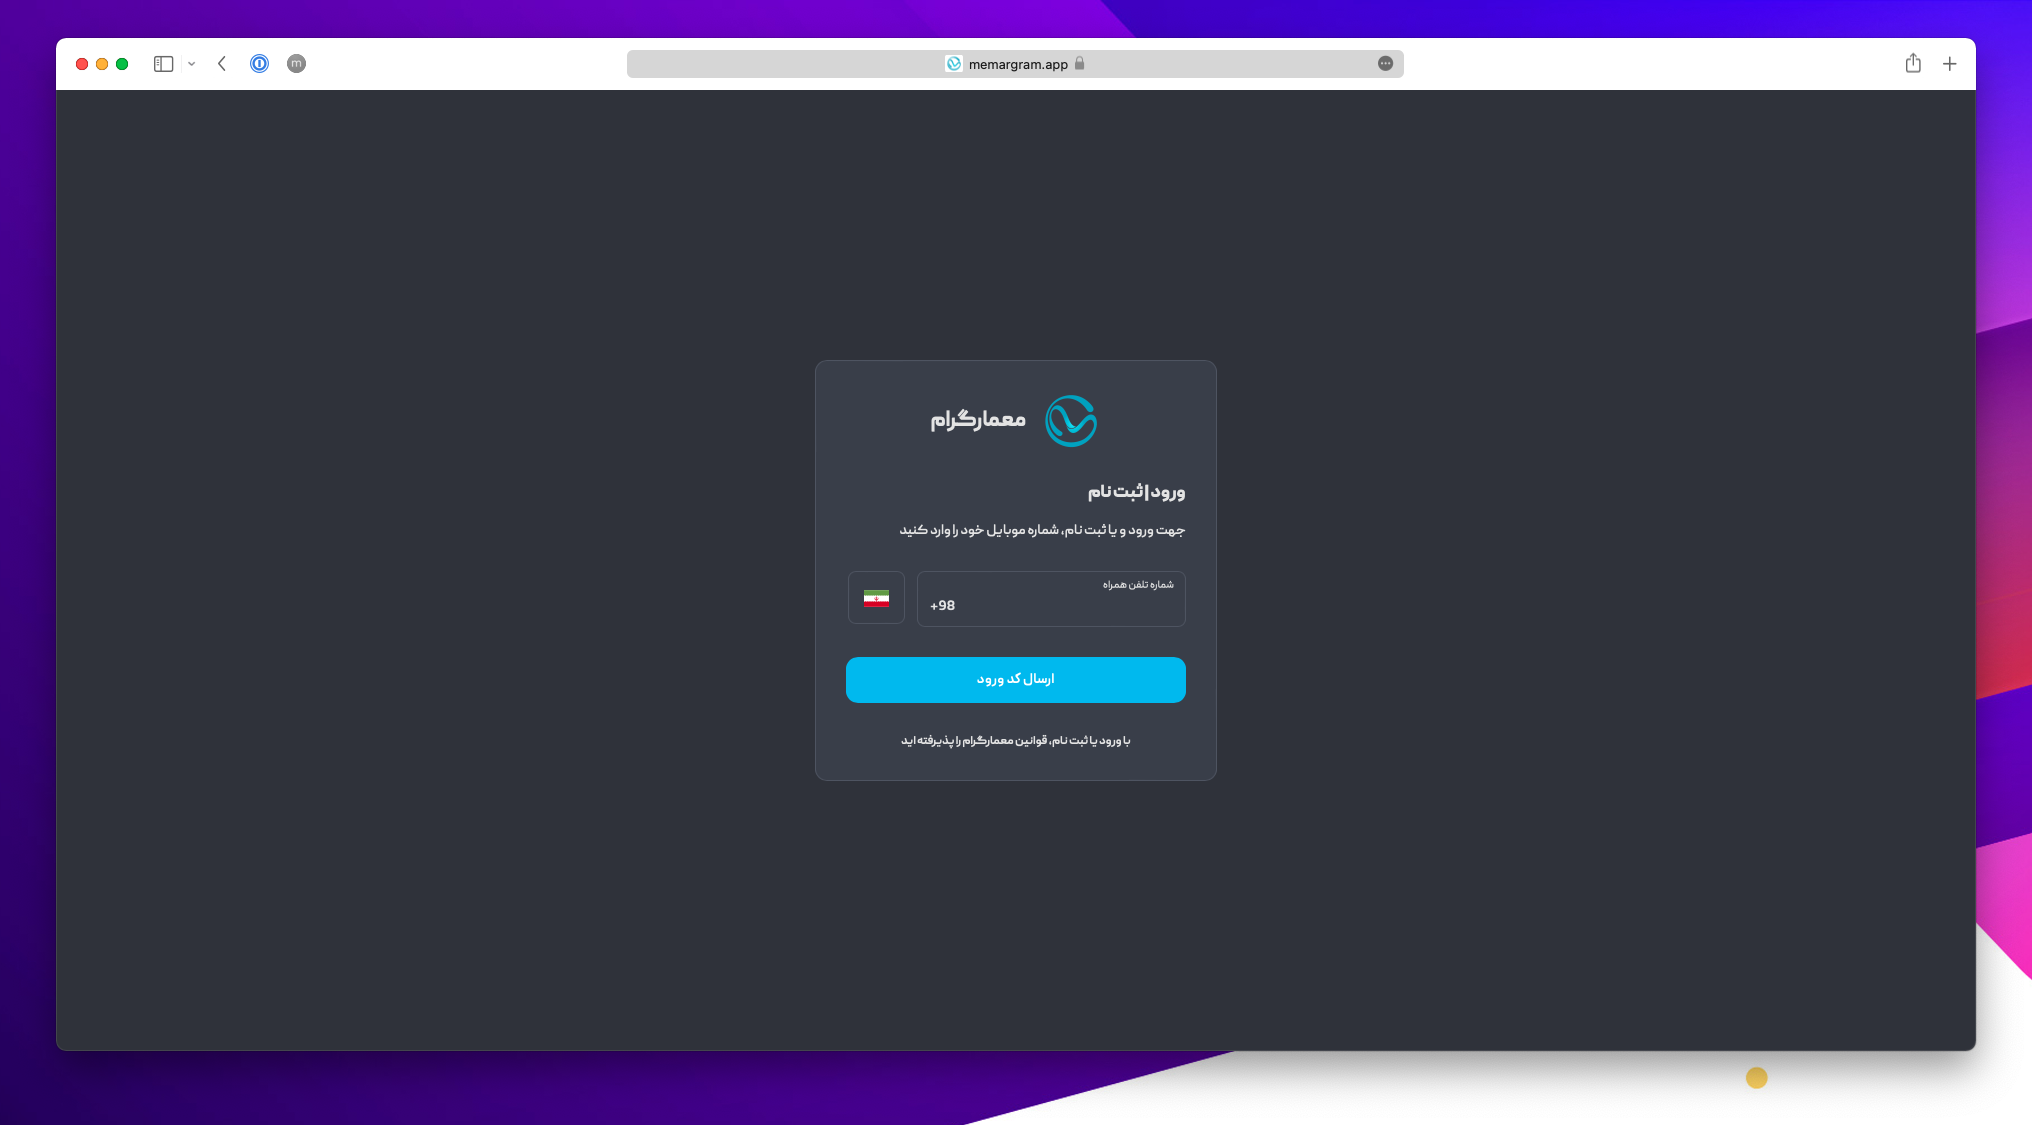 m
memargram.app
معمارگرام
ورود | ثبت نام
جهت ورود و یا ثبت نام، شماره موبایل خود را وارد کنید
شماره تلفن همراه
+98
ارسال کد ورود
با ورود یا ثبت نام، قوانین معمارگرام را پذیرفته اید